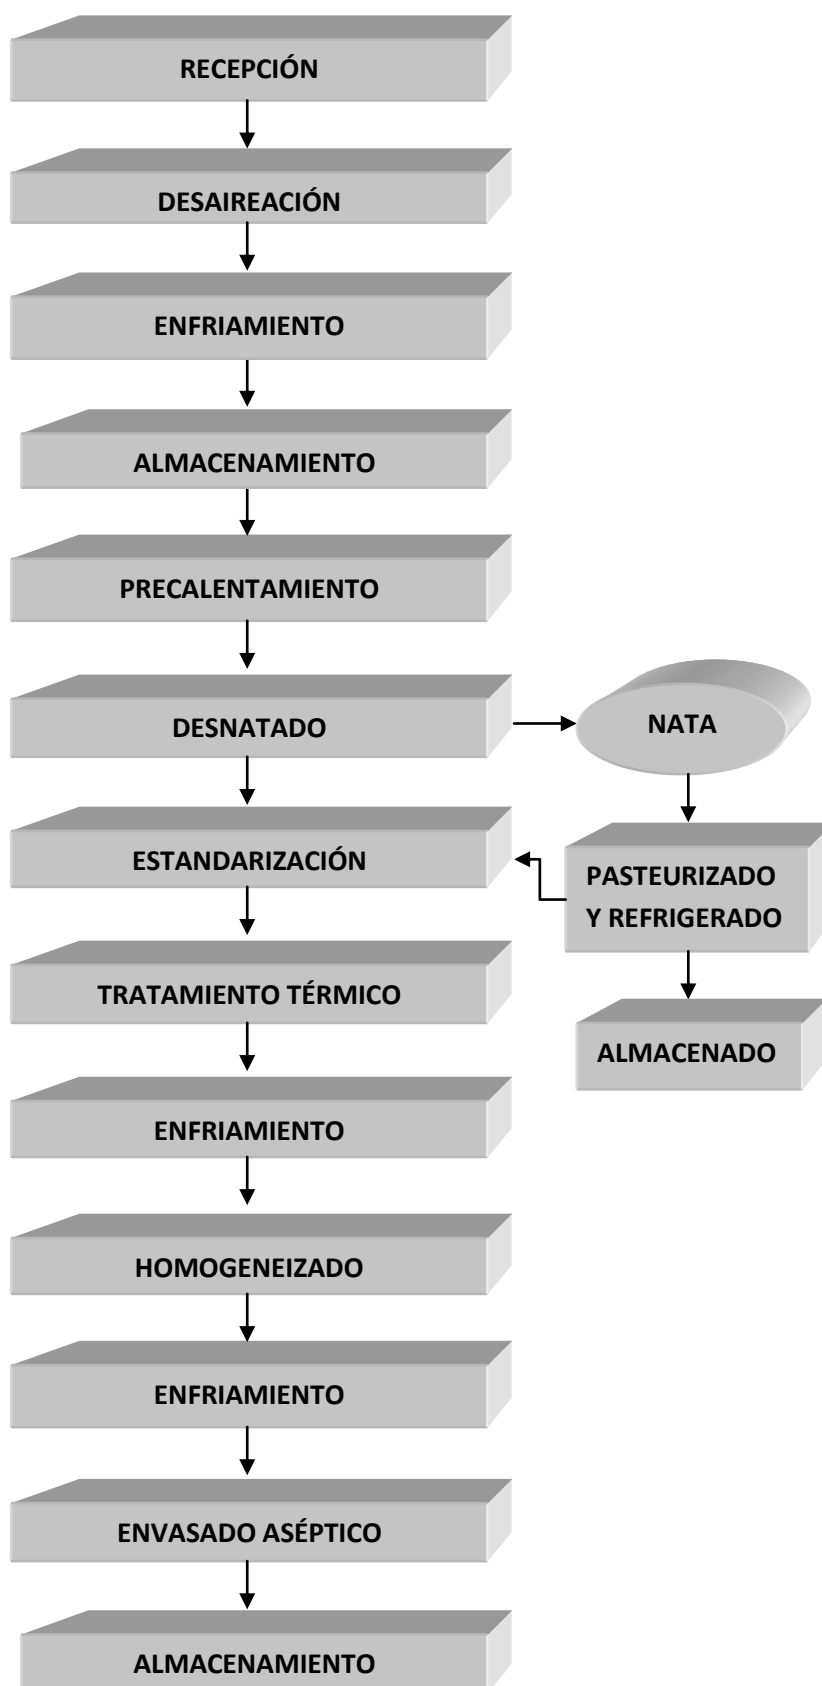 RECEPCIÓN
DESAIREACIÓN
ENFRIAMIENTO
ALMACENAMIENTO
PRECALENTAMIENTO
DESNATADO
NATA
ESTANDARIZACIÓN
PASTEURIZADO
Y REFRIGERADO
TRATAMIENTO TÉRMICO
ALMACENADO
ENFRIAMIENTO
HOMOGENEIZADO
ENFRIAMIENTO
ENVASADO ASÉPTICO
ALMACENAMIENTO